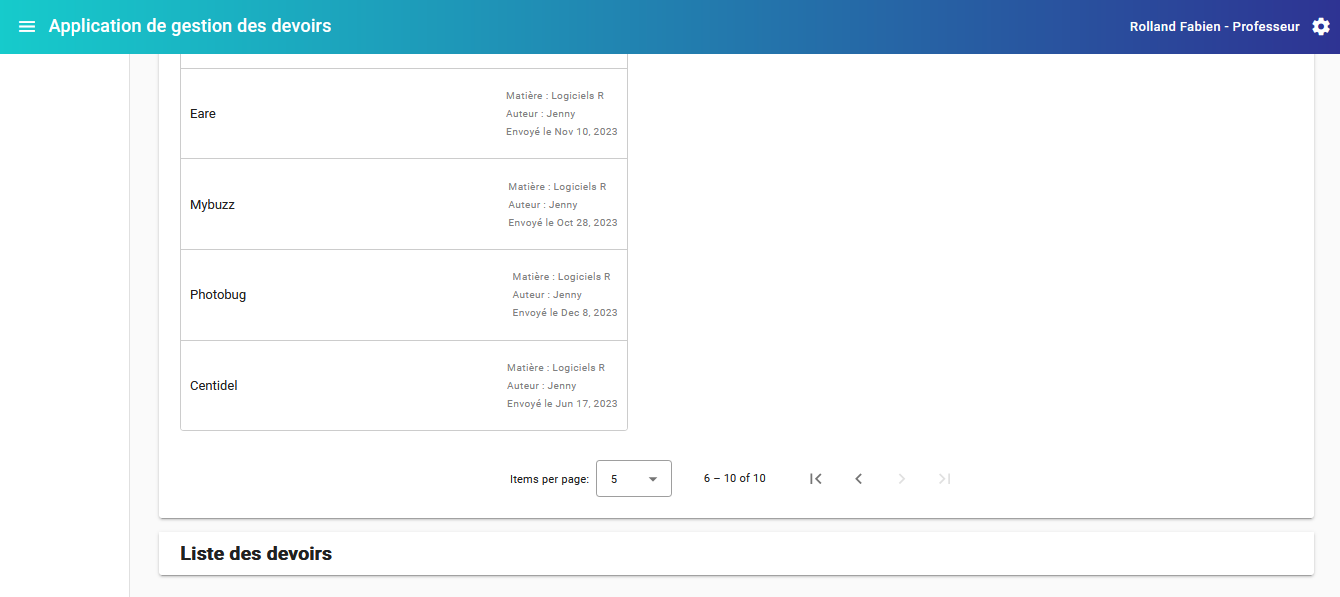 Application de gestion des devoirs
Rolland Fabien - Professeur
Eare
Matière : Logiciels R
Auteur : Jenny
Envoyé le Nov 10, 2023
Mybuzz
Matière : Logiciels R
Auteur : Jenny
Envoyé le Oct 28, 2023
Photobug
Matière : Logiciels R
Auteur : Jenny
Envoyé le Dec 8, 2023
Centidel
Matière : Logiciels R
Auteur : Jenny
Envoyé le Jun 17, 2023
Items per page: 5
6 – 10 of 10
Liste des devoirs